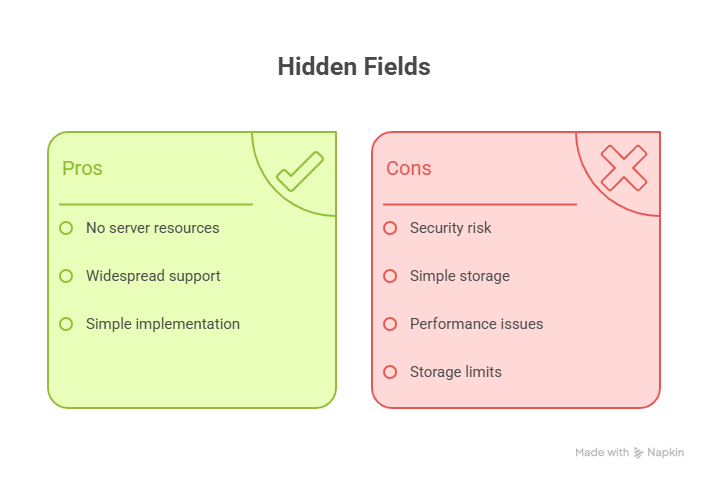 Hidden Fields
Pros
No server resources
Widespread support
Simple implementation
Cons
Security risk
Simple storage
Performance issues
Storage limits
Made with Napkin